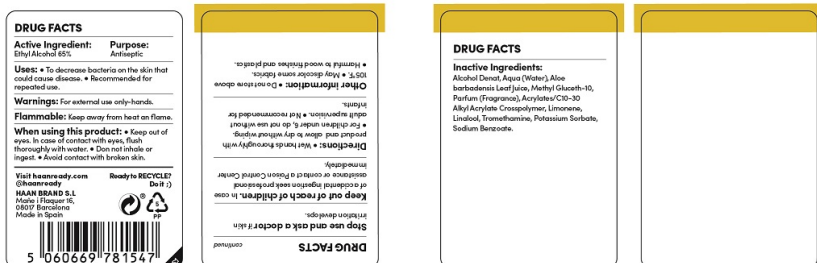 DRUG FACTS
Active Ingredient: Purpose:
Ethyl Alcohol 65% Antiseptic
Uses: • To decrease bacteria on the skin that
could cause disease. • Recommended for
repeated use.
Warnings: For external use only-hands.
Flammable: Keep away from heat an flame.
When using this product: • Keep out of
eyes. In case of contact with eyes, flush
thoroughly with water. • Don not inhale or
ingest. • Avoid contact with broken skin.
Visit haanready.com Ready to RECYCLE?
@haanready Do it ;)
HAAN BRAND S.L
Mañe i Flaquer 16,
08017 Barcelona
Made in Spain
5
PP
5 060669 781547
DRUG FACTS continued
Stop use and ask a doctor if skin
irritation develops.
Keep out of reach of children. In case
of accidental ingestion seek professional
assistance or contact a Poison Control Center
immediately.
Directions: • Wet hands thoroughly with
product and allow to dry without wiping.
• For children under 6, do not use without
adult supervision. • Not recommended for
infants.
Other information: • Do not store above
105°F. • May discolor some fabrics.
• Harmful to wood finishes and plastics.
DRUG FACTS
Inactive Ingredients:
Alcohol Denat, Aqua (Water), Aloe
barbadensis Leaf Juice, Methyl Gluceth-10,
Parfum (Fragrance), Acrylates/C10-30
Alkyl Acrylate Crosspolymer, Limonene,
Linalool, Tromethamine, Potassium Sorbate,
Sodium Benzoate.